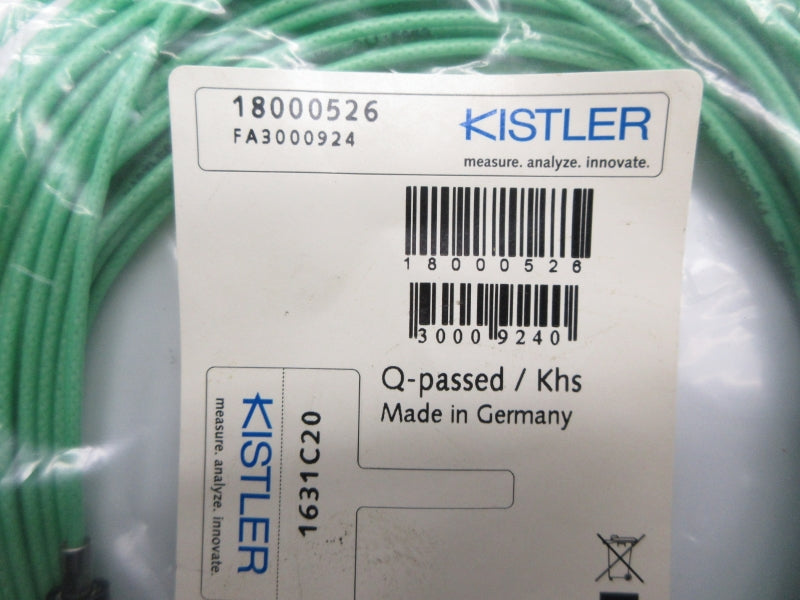 18000526
FA3000924
KISTLER
measure. analyze. innovate.
18000526
30009240
Q-passed / Khs
Made in Germany
KISTLER
measure. analyze. innovate.
1631C20